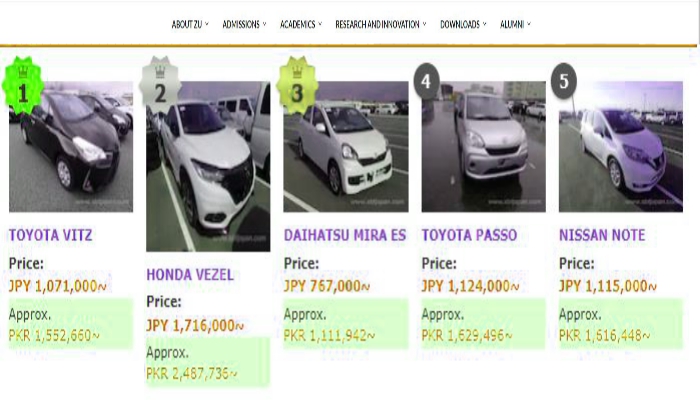 ABOUT ZU ADMISSIONS ACADEMICS RESEARCH AND INNOVATION DOWNLOADS ALUMNI
1
TOYOTA VITZ
Price:
JPY 1,071,000~
Approx.
PKR 1,552,660~
2
HONDA VEZEL
Price:
JPY 1,716,000~
Approx.
PKR 2,487,736~
3
DAIHATSU MIRA ES
Price:
JPY 767,000~
Approx.
PKR 1,111,942~
4
TOYOTA PASSO
Price:
JPY 1,124,000~
Approx.
PKR 1,629,496~
5
NISSAN NOTE
Price:
JPY 1,115,000~
Approx.
PKR 1,616,448~